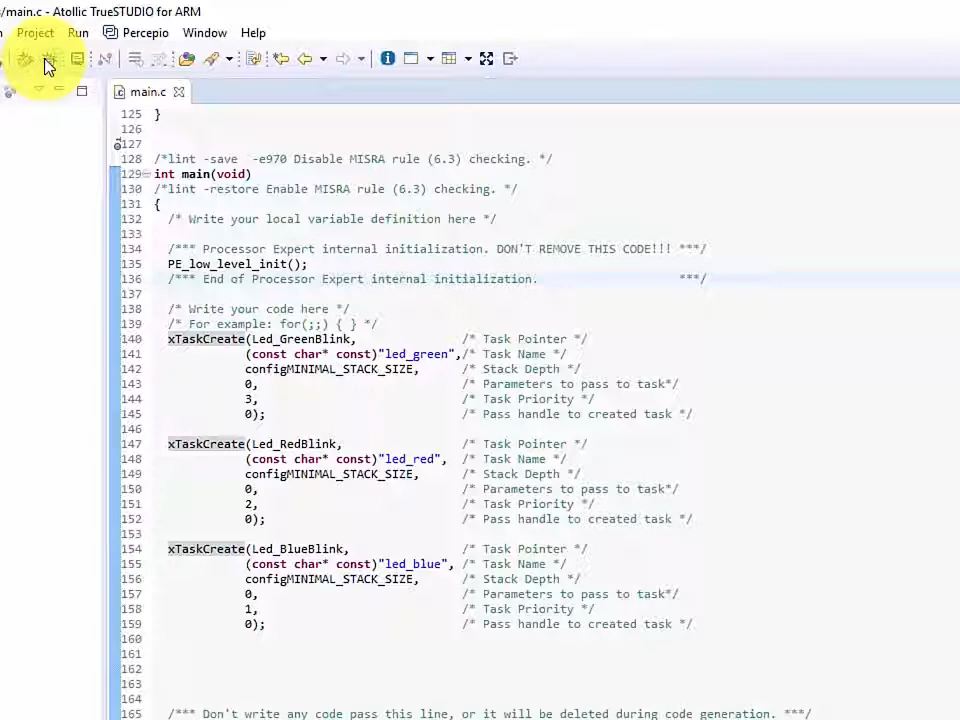 /main.c - Atollic TrueSTUDIO for ARM
Project Run Percepio Window Help
main.c
125 }
126
127
128 /*lint -save  -e970 Disable MISRA rule (6.3) checking. */
129 int main(void)
130 /*lint -restore Enable MISRA rule (6.3) checking. */
131 {
132   /* Write your local variable definition here */
133
134   /*** Processor Expert internal initialization. DON'T REMOVE THIS CODE!!! ***/
135   PE_low_level_init();
136   /*** End of Processor Expert internal initialization.                    ***/
137
138   /* Write your code here */
139   /* For example: for(;;) { } */
140   xTaskCreate(Led_GreenBlink,               /* Task Pointer */
141              (const char* const)"led_green",/* Task Name */
142              configMINIMAL_STACK_SIZE,      /* Stack Depth */
143              0,                             /* Parameters to pass to task*/
144              3,                             /* Task Priority */
145              0);                            /* Pass handle to created task */
146
147   xTaskCreate(Led_RedBlink,                 /* Task Pointer */
148              (const char* const)"led_red",  /* Task Name */
149              configMINIMAL_STACK_SIZE,      /* Stack Depth */
150              0,                             /* Parameters to pass to task*/
151              2,                             /* Task Priority */
152              0);                            /* Pass handle to created task */
153
154   xTaskCreate(Led_BlueBlink,                /* Task Pointer */
155              (const char* const)"led_blue", /* Task Name */
156              configMINIMAL_STACK_SIZE,      /* Stack Depth */
157              0,                             /* Parameters to pass to task*/
158              1,                             /* Task Priority */
159              0);                            /* Pass handle to created task */
160
161
162
163
164
165   /*** Don't write any code pass this line, or it will be deleted during code generation. ***/